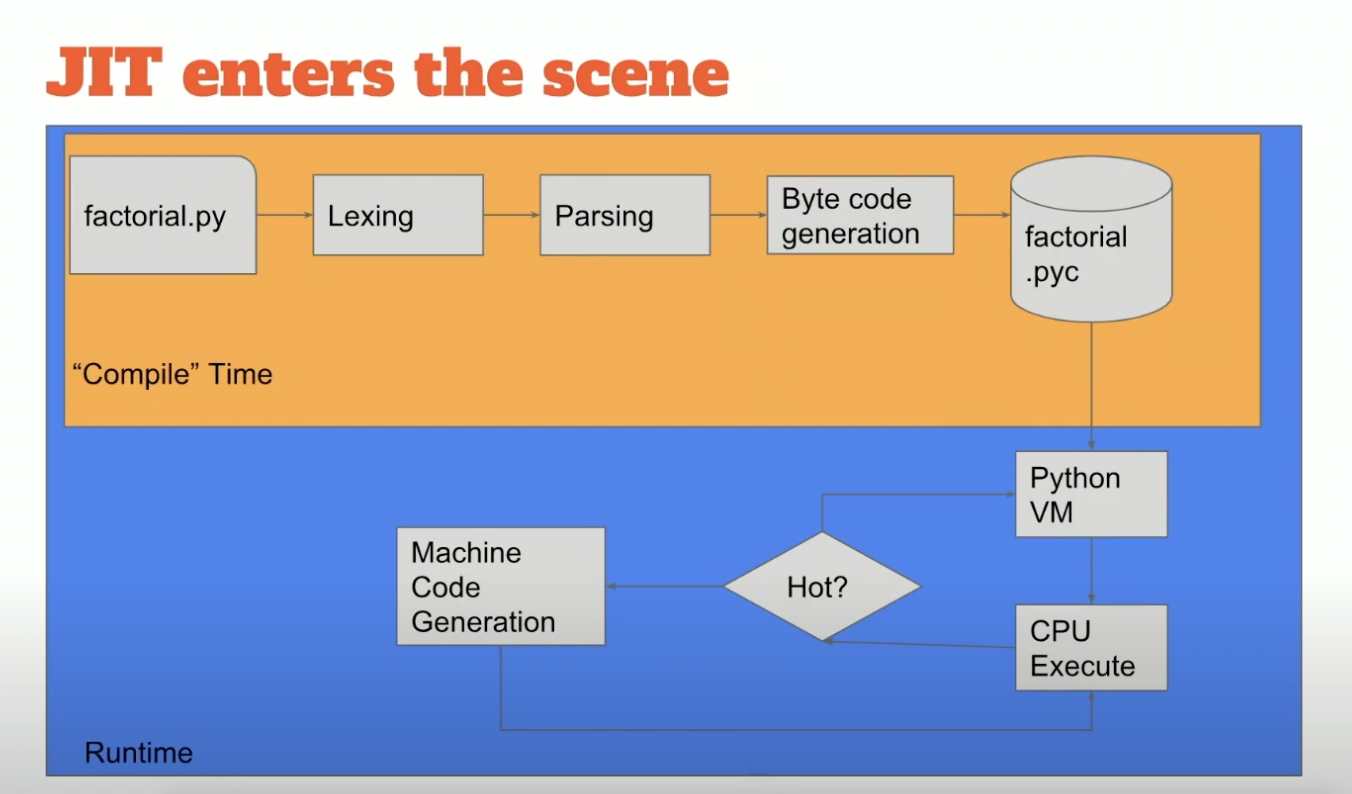 JIT enters the scene
factorial.py
Lexing
Parsing
Byte code
generation
factorial
.pyc
“Compile” Time
Python
VM
Machine
Code
Generation
Hot?
CPU
Execute
Runtime